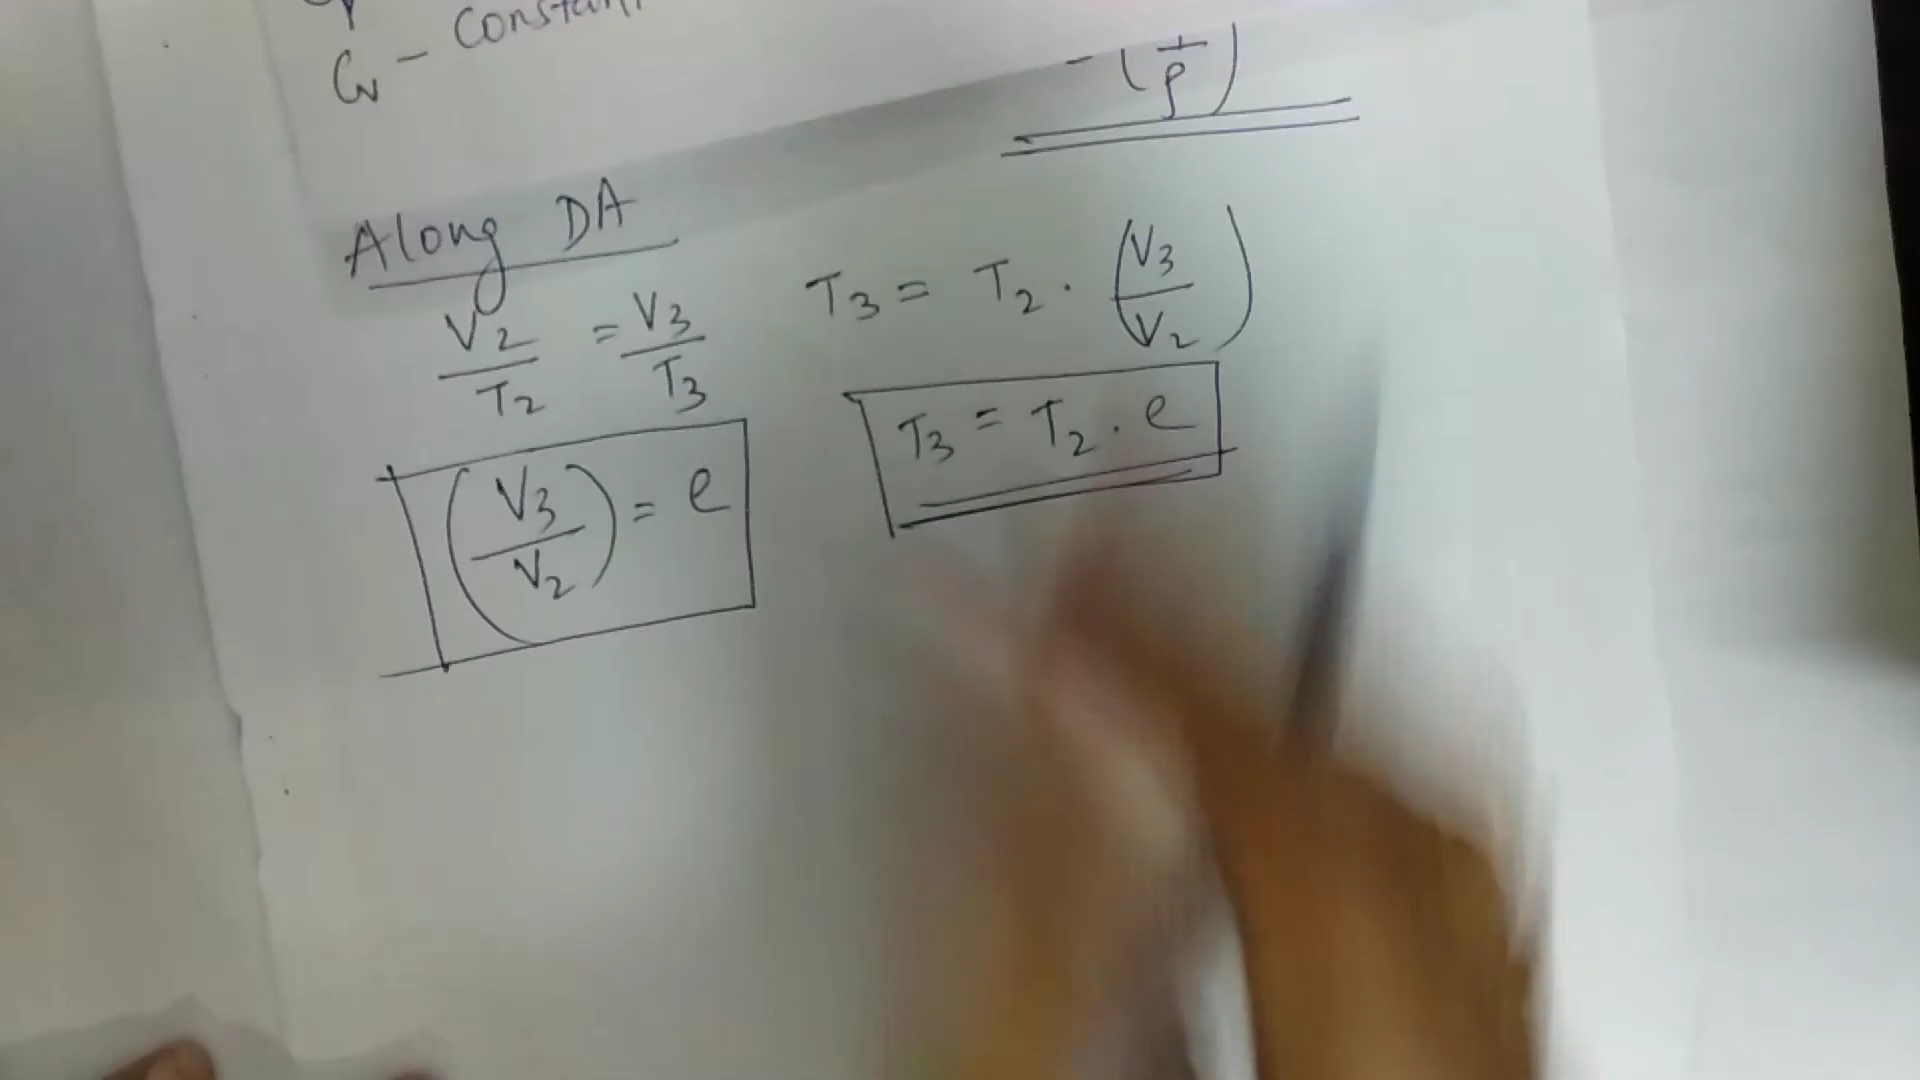 Cv - Constant
- (1/ρ)
Along DA
V2/T2 = V3/T3
T3 = T2 . (V3/V2)
(V3/V2) = e
T3 = T2 . e